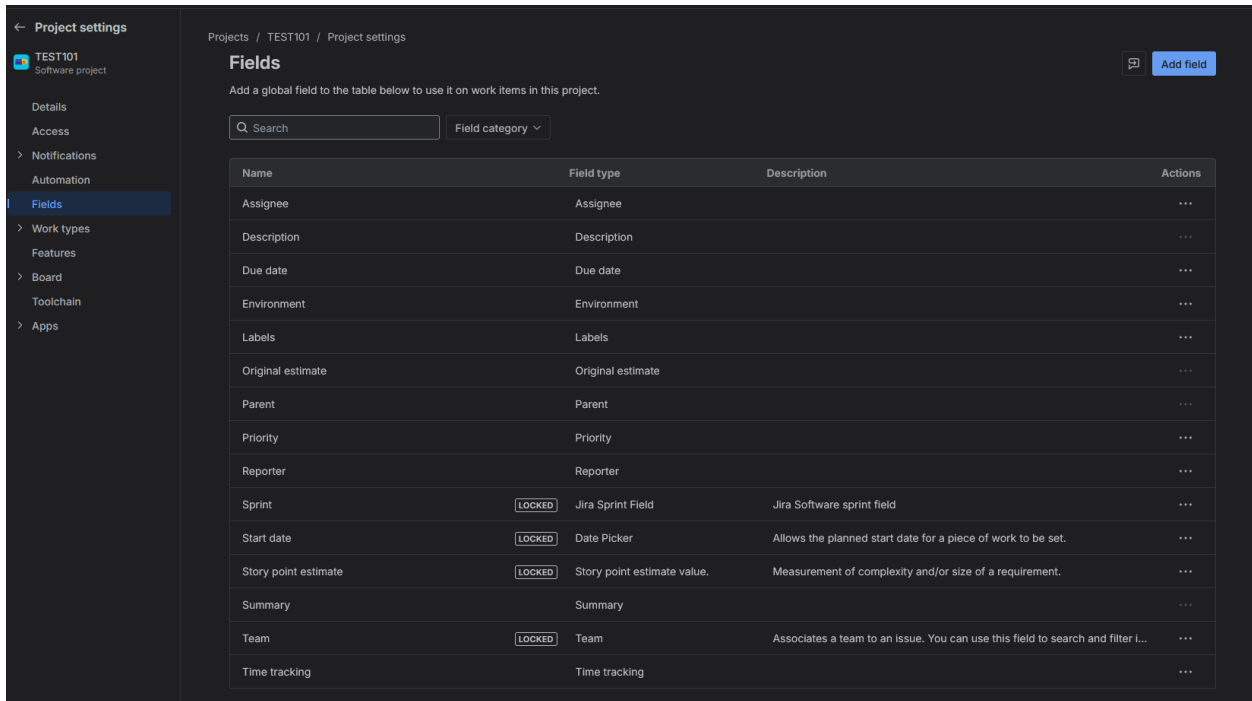 Project settings
TEST101
Software project
Details
Access
Notifications
Automation
Fields
Work types
Features
Board
Toolchain
Apps
Projects / TEST101 / Project settings
Fields
Add field
Add a global field to the table below to use it on work items in this project.
Search
Field category
Name Field type Description Actions
Assignee Assignee
Description Description
Due date Due date
Environment Environment
Labels Labels
Original estimate Original estimate
Parent Parent
Priority Priority
Reporter Reporter
Sprint LOCKED Jira Sprint Field Jira Software sprint field
Start date LOCKED Date Picker Allows the planned start date for a piece of work to be set.
Story point estimate LOCKED Story point estimate value. Measurement of complexity and/or size of a requirement.
Summary Summary
Team LOCKED Team Associates a team to an issue. You can use this field to search and filter i...
Time tracking Time tracking